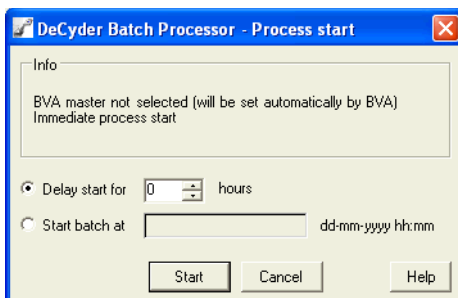 DeCyder Batch Processor - Process start
Info
BVA master not selected (will be set automatically by BVA)
Immediate process start
Delay start for 0 hours
Start batch at dd-mm-yyyy hh:mm
Start Cancel Help